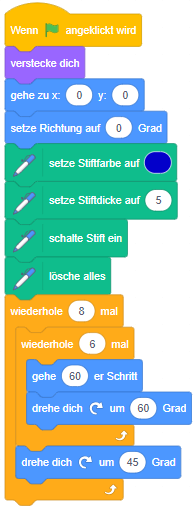 Wenn angeklickt wird
verstecke dich
gehe zu x: 0 y: 0
setze Richtung auf 0 Grad
setze Stiftfarbe auf
setze Stiftdicke auf 5
schalte Stift ein
lösche alles
wiederhole 8 mal
wiederhole 6 mal
gehe 60 er Schritt
drehe dich um 60 Grad
drehe dich um 45 Grad